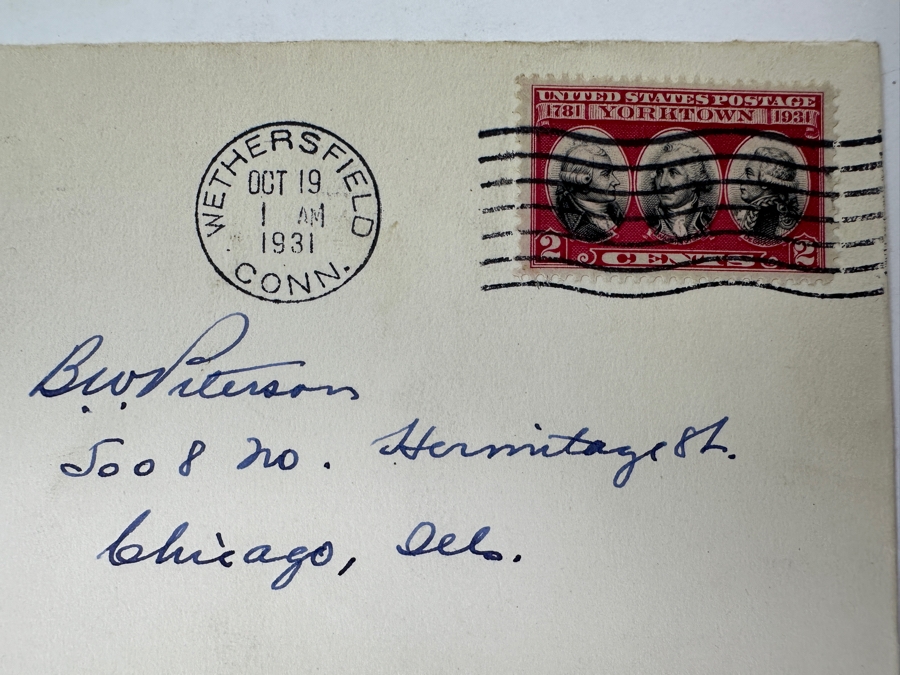 WETHERSFIELD
OCT 19
1 AM
1931
CONN.
UNITED STATES POSTAGE
1781 YORKTOWN 1931
2 CENTS 2
B.W. Peterson
5008 No. Hermitage St.
Chicago, Ills.